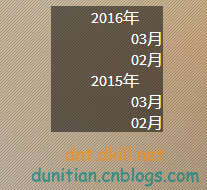 2016年
03月
02月
2015年
03月
02月
dnt.dkill.net
dunitian.cnblogs.com